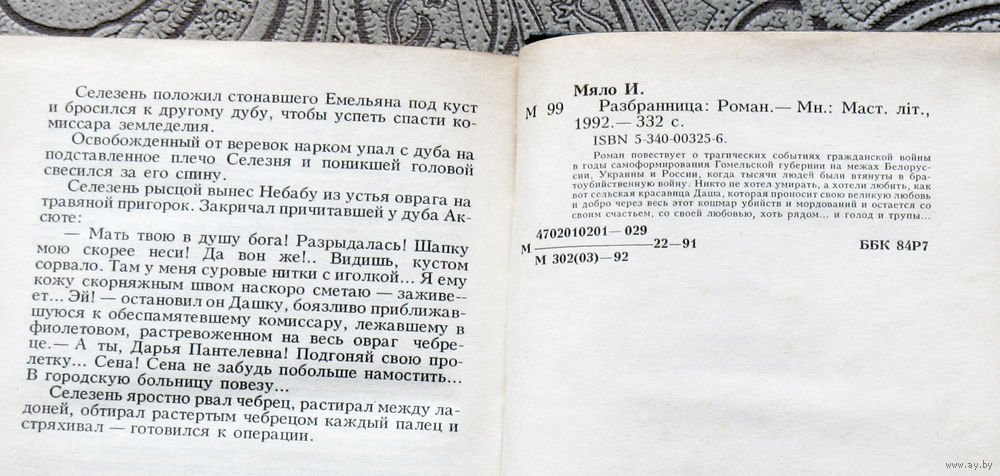 Селезень положил стонавшего Емельяна под куст
и бросился к другому дубу, чтобы успеть спасти ко-
миссара земледелия.
Освобожденный от веревок нарком упал с дуба на
подставленное плечо Селезня и поникшей головой
свесился за его спину.
Селезень рысцой вынес Небабу из устья оврага на
травяной пригорок. Закричал причитавшей у дуба Ак-
сюте:
— Мать твою в душу бога! Разрыдалась! Шапку
мою скорее неси! Да вон же!.. Видишь, кустом
сорвало. Там у меня суровые нитки с иголкой... Я ему
кожу скорняжным швом наскоро сметаю — заживе-
ет... Эй! — остановил он Дашку, боязливо приближав-
шуюся к обеспамятевшему комиссару, лежавшему в
фиолетовом, растревоженном на весь овраг чебре-
це.— А ты, Дарья Пантелевна! Подгоняй свою про-
летку... Сена! Сена не забудь побольше намостить...
В городскую больницу повезу...
Селезень яростно рвал чебрец, растирал между ла-
доней, обтирал растертым чебрецом каждый палец и
стряхивал — готовился к операции.
Мяло И.
М 99 Разбранница: Роман.— Мн.: Маст. літ.,
1992.— 332 с.
ISBN 5-340-00325-6.
Роман повествует о трагических событиях гражданской войны
в годы самоформирования Гомельской губернии на межах Белорус-
сии, Украины и России, когда тысячи людей были втянуты в бра-
тоубийственную войну. Никто не хотел умирать, а хотели любить, как
вот сельская красавица Даша, которая проносит свою великую любовь
и добро через весь этот кошмар убийств и мордований и остается со
своим счастьем, со своей любовью, хоть рядом... и голод и трупы...
4702010201—029
М 22—91 ББК 84Р7
М 302(03)—92
www.ay.by